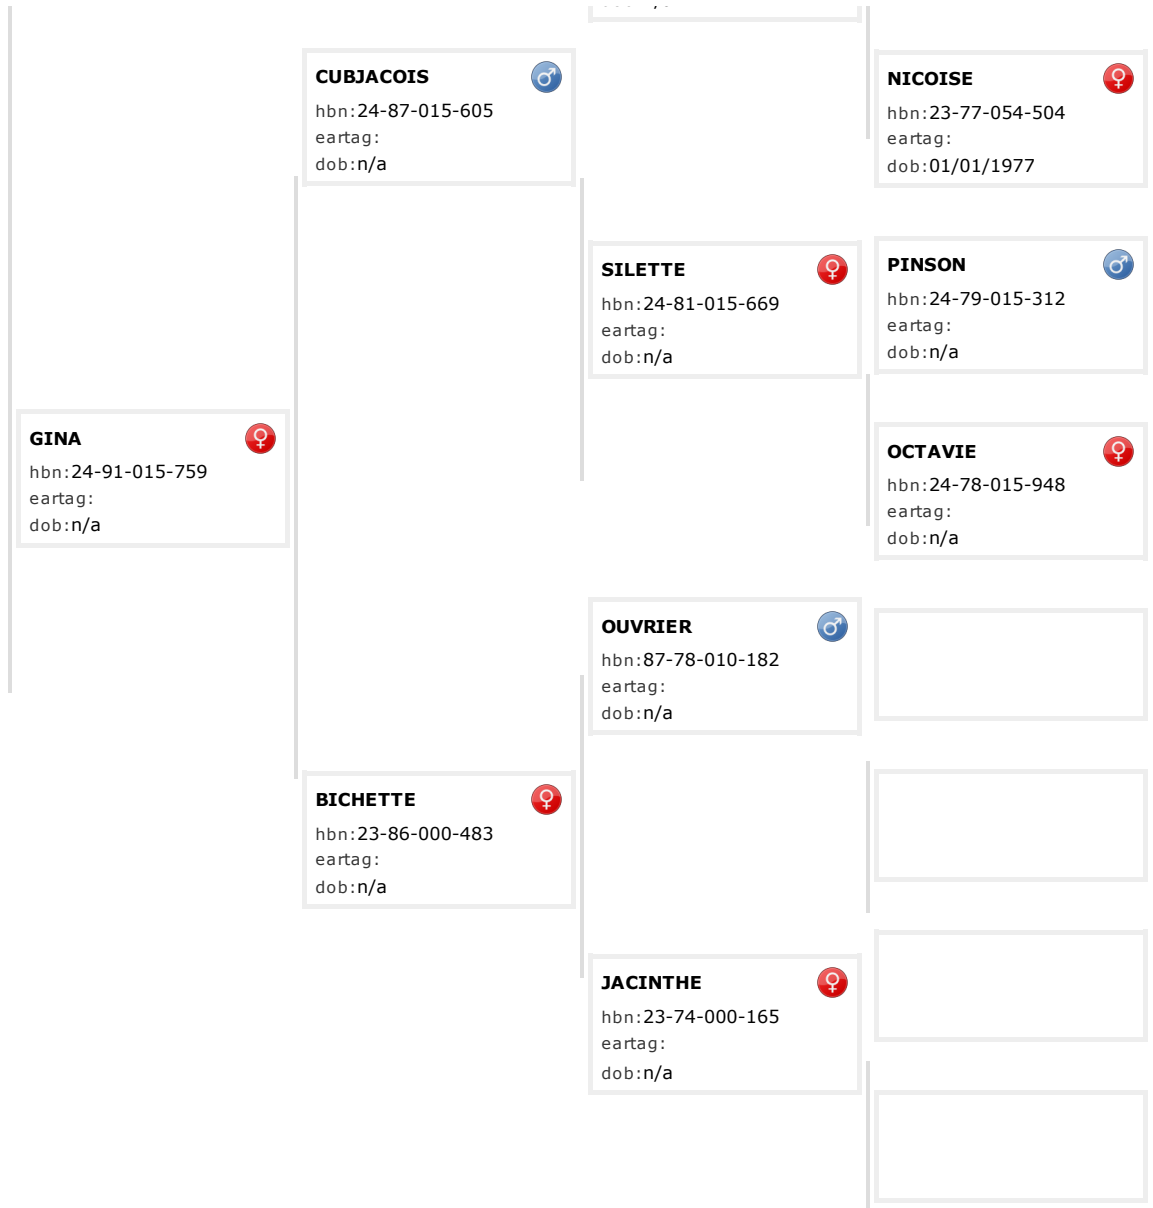 CUBJACOIS
hbn:24-87-015-605
eartag:
dob:n/a
NICOISE
hbn:23-77-054-504
eartag:
dob:01/01/1977
SILETTE
hbn:24-81-015-669
eartag:
dob:n/a
PINSON
hbn:24-79-015-312
eartag:
dob:n/a
GINA
hbn:24-91-015-759
eartag:
dob:n/a
OCTAVIE
hbn:24-78-015-948
eartag:
dob:n/a
OUVRIER
hbn:87-78-010-182
eartag:
dob:n/a
BICHETTE
hbn:23-86-000-483
eartag:
dob:n/a
JACINTHE
hbn:23-74-000-165
eartag:
dob:n/a